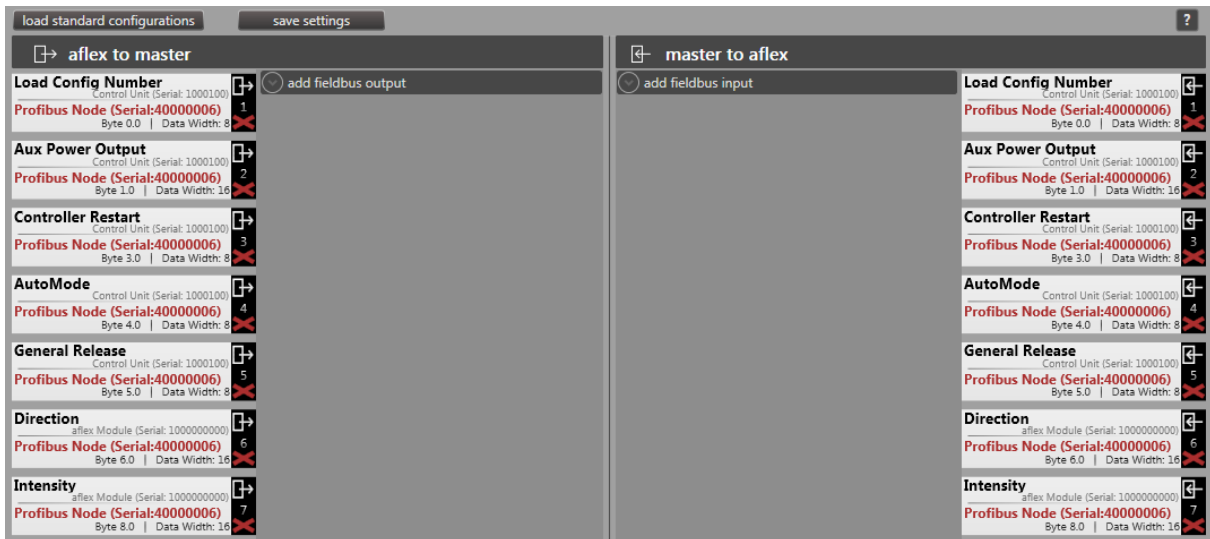 load standard configurations
save settings
?
aflex to master
master to aflex
add fieldbus output
add fieldbus input
Load Config Number
Control Unit (Serial: 1000100)
1
Profibus Node (Serial:40000006)
Byte 0.0 | Data Width: 8
Aux Power Output
Control Unit (Serial: 1000100)
2
Profibus Node (Serial:40000006)
Byte 1.0 | Data Width: 16
Controller Restart
Control Unit (Serial: 1000100)
3
Profibus Node (Serial:40000006)
Byte 3.0 | Data Width: 8
AutoMode
Control Unit (Serial: 1000100)
4
Profibus Node (Serial:40000006)
Byte 4.0 | Data Width: 8
General Release
Control Unit (Serial: 1000100)
5
Profibus Node (Serial:40000006)
Byte 5.0 | Data Width: 8
Direction
aflex Module (Serial: 1000000000)
6
Profibus Node (Serial:40000006)
Byte 6.0 | Data Width: 16
Intensity
aflex Module (Serial: 1000000000)
7
Profibus Node (Serial:40000006)
Byte 8.0 | Data Width: 16
Load Config Number
Control Unit (Serial: 1000100)
1
Profibus Node (Serial:40000006)
Byte 0.0 | Data Width: 8
Aux Power Output
Control Unit (Serial: 1000100)
2
Profibus Node (Serial:40000006)
Byte 1.0 | Data Width: 16
Controller Restart
Control Unit (Serial: 1000100)
3
Profibus Node (Serial:40000006)
Byte 3.0 | Data Width: 8
AutoMode
Control Unit (Serial: 1000100)
4
Profibus Node (Serial:40000006)
Byte 4.0 | Data Width: 8
General Release
Control Unit (Serial: 1000100)
5
Profibus Node (Serial:40000006)
Byte 5.0 | Data Width: 8
Direction
aflex Module (Serial: 1000000000)
6
Profibus Node (Serial:40000006)
Byte 6.0 | Data Width: 16
Intensity
aflex Module (Serial: 1000000000)
7
Profibus Node (Serial:40000006)
Byte 8.0 | Data Width: 16